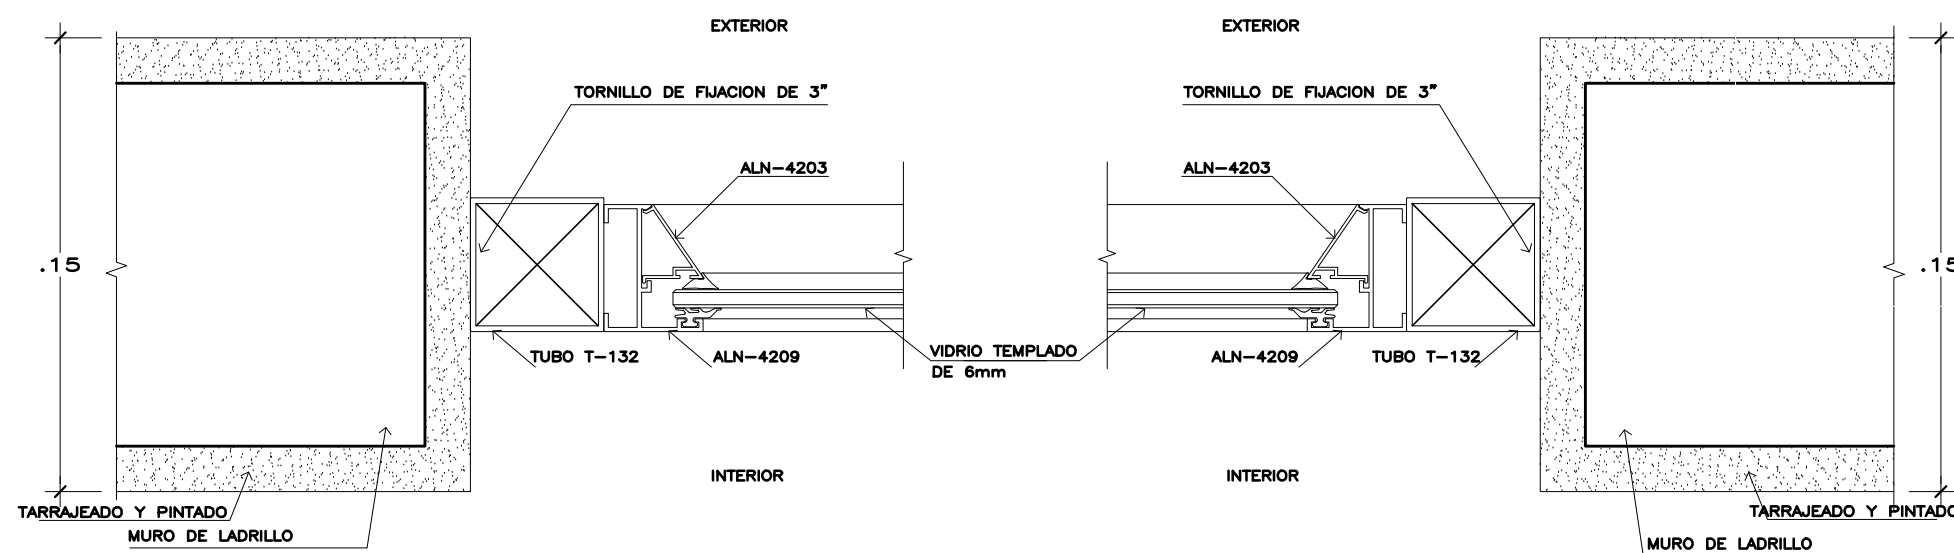 EXTERIOR EXTERIOR
TORNILLO DE FIJACION DE 3" TORNILLO DE FIJACION DE 3"
ALN-4203 ALN-4203
.15 .15
VIDRIO TEMPLADO
DE 6mm
TUBO T-132 ALN-4209 ALN-4209 TUBO T-132
INTERIOR INTERIOR
TARRAJEADO Y PINTADO TARRAJEADO Y PINTADO
MURO DE LADRILLO MURO DE LADRILLO